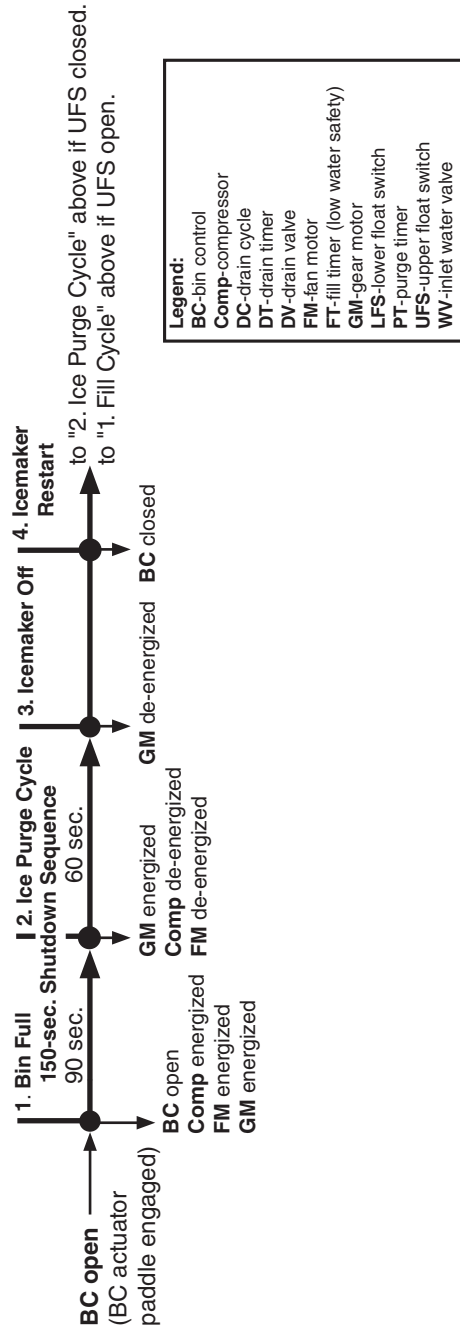 1. Bin Full
2. Ice Purge Cycle
3. Icemaker Off
4. Icemaker
Restart
150-sec. Shutdown Sequence
90 sec.
60 sec.
BC open
(BC actuator
paddle engaged)
to "2. Ice Purge Cycle" above if UFS closed.
to "1. Fill Cycle" above if UFS open.
BC open
Comp energized
FM energized
GM energized
GM energized
Comp de-energized
FM de-energized
GM de-energized
BC closed
Legend:
BC-bin control
Comp-compressor
DC-drain cycle
DT-drain timer
DV-drain valve
FM-fan motor
FT-fill timer (low water safety)
GM-gear motor
LFS-lower float switch
PT-purge timer
UFS-upper float switch
WV-inlet water valve